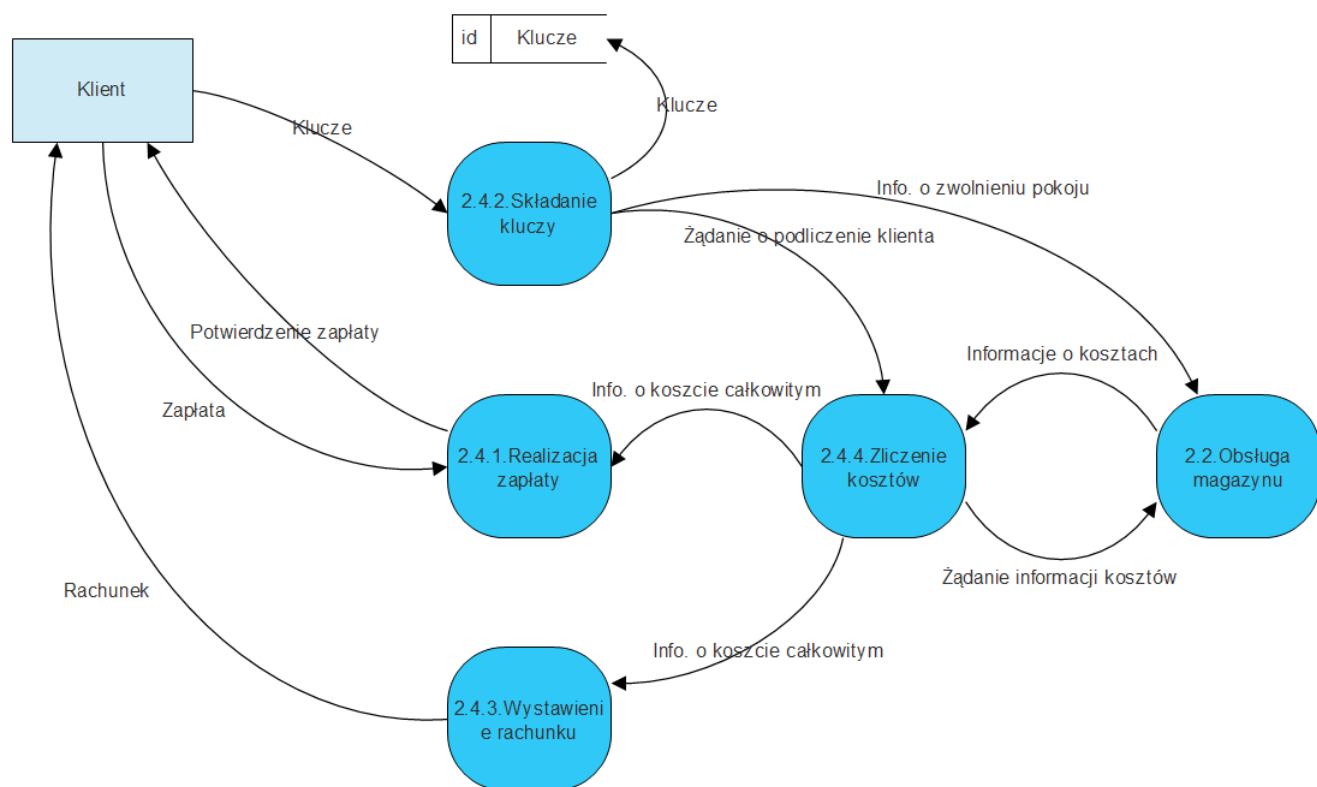 id
Klucze
Klient
Klucze
Klucze
2.4.2.Składanie
kluczy
Info. o zwolnieniu pokoju
Żądanie o podliczenie klienta
Potwierdzenie zapłaty
Informacje o kosztach
Info. o koszcie całkowitym
Zapłata
2.4.1.Realizacja
zapłaty
2.4.4.Zliczenie
kosztów
2.2.Obsługa
magazynu
Żądanie informacji kosztów
Rachunek
Info. o koszcie całkowitym
2.4.3.Wystawieni
e rachunku